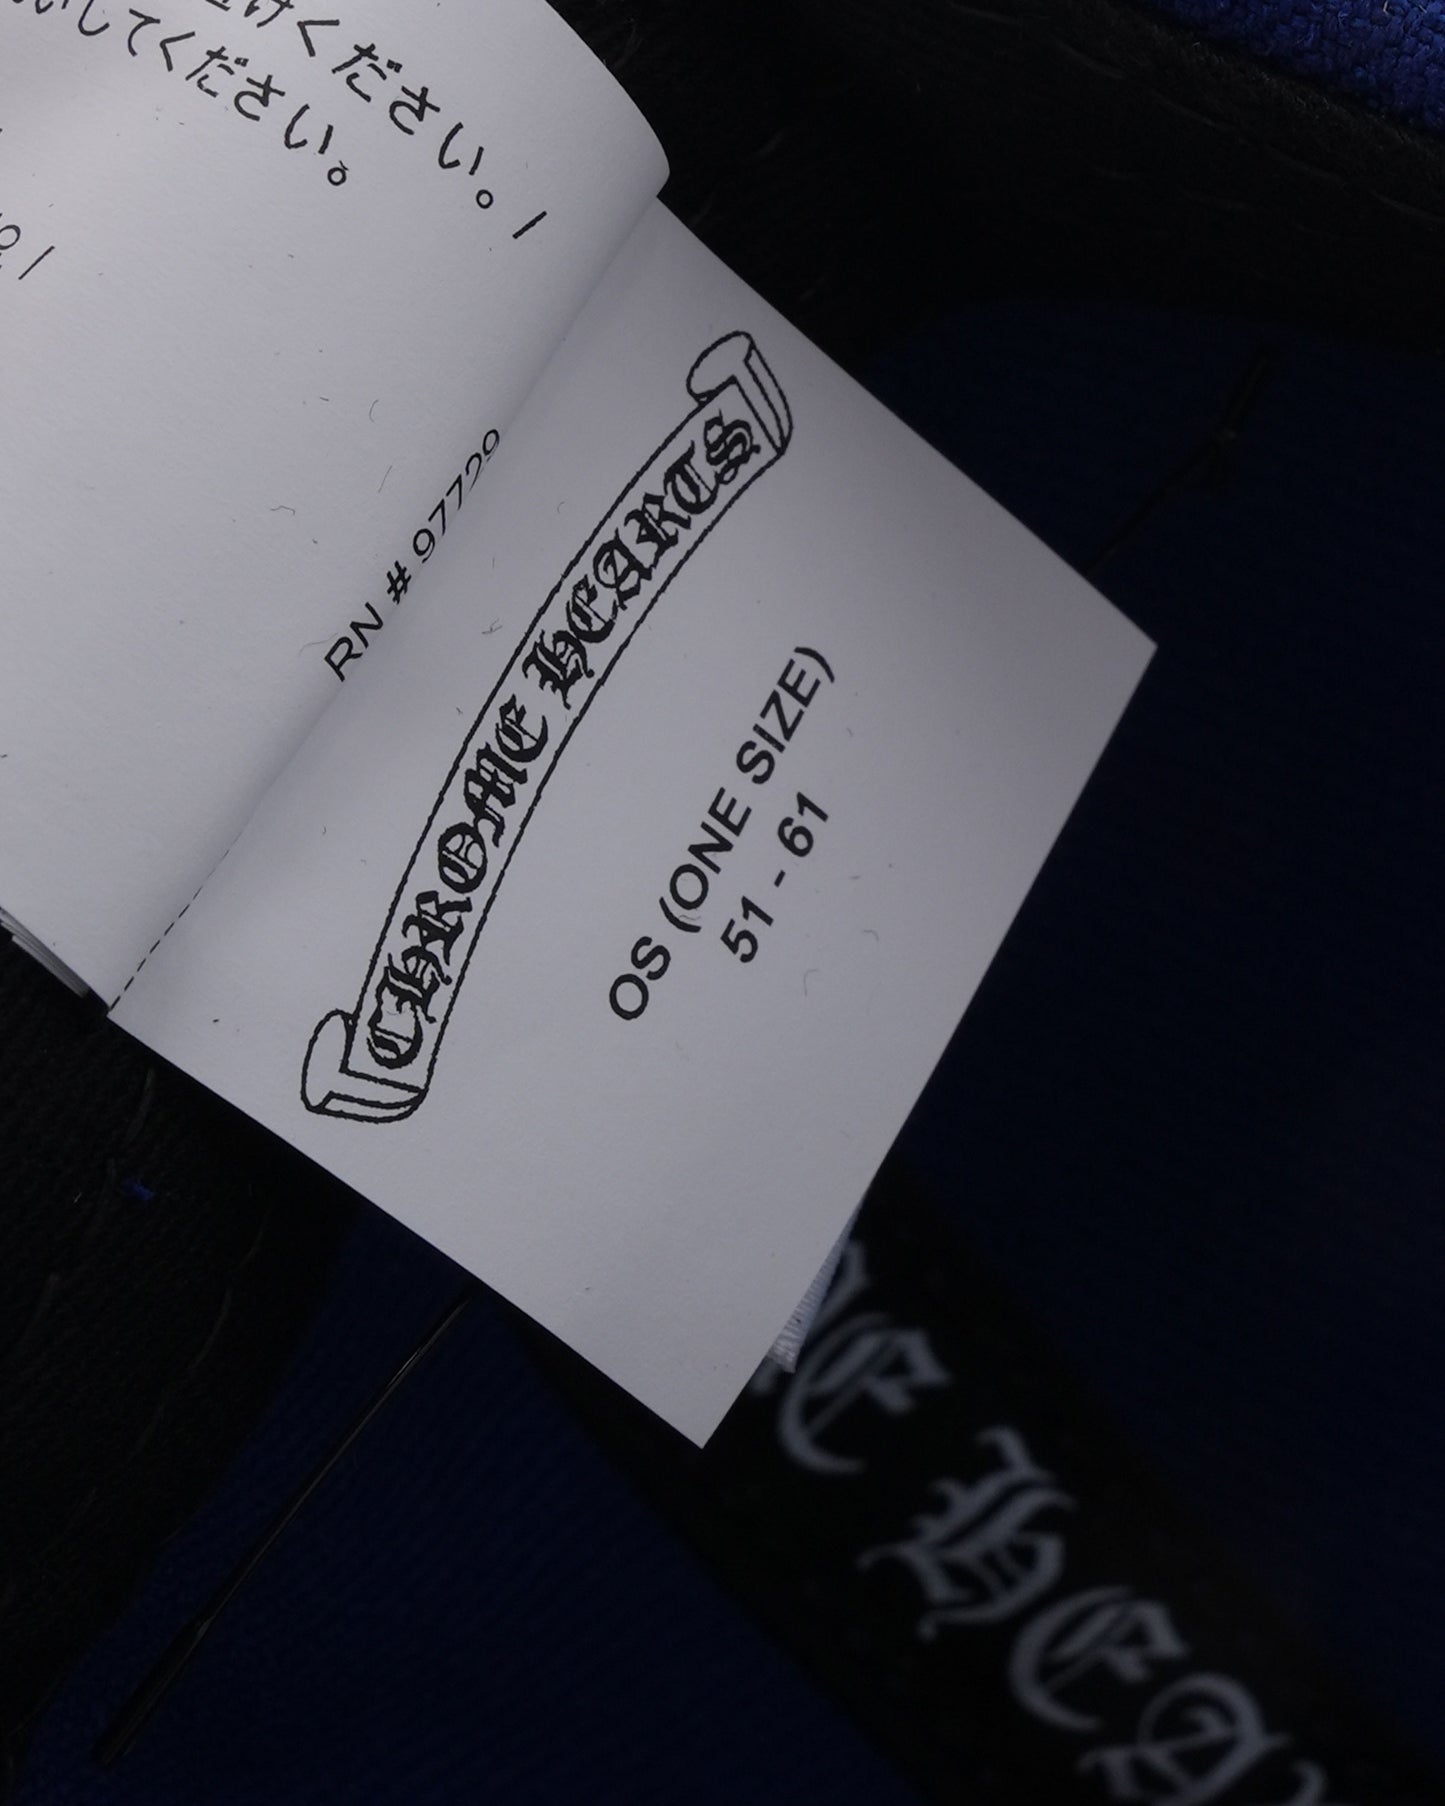 けください。/
してください。
RN # 97729
CHROME HEARTS
OS (ONE SIZE)
51 - 61
E HEA